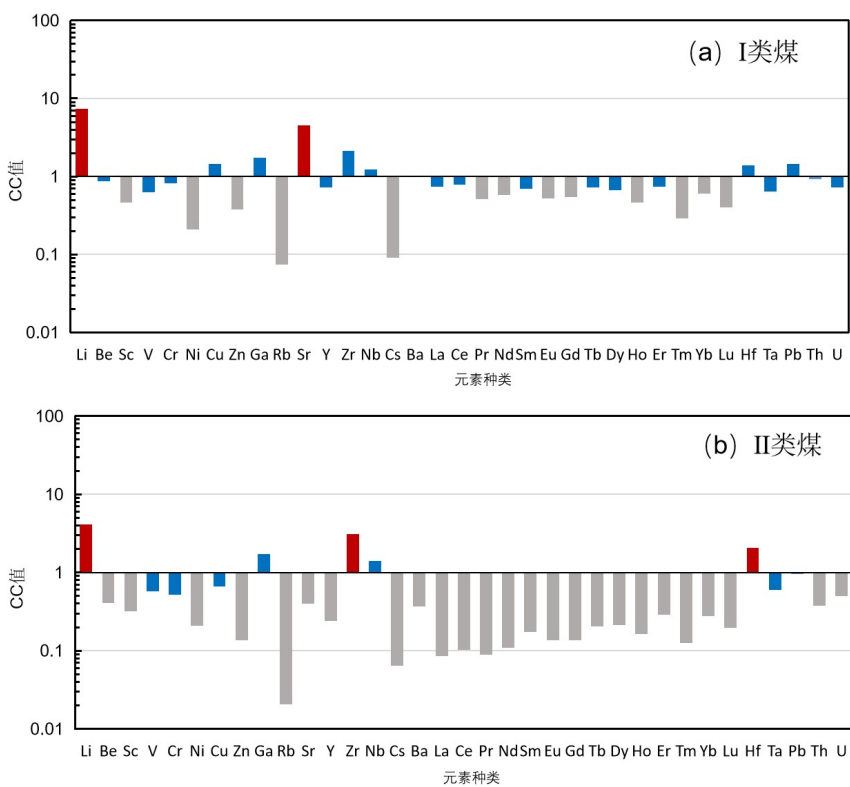 (a) I类煤
100
10
1
0.1
0.01
CC值
Li Be Sc V Cr Ni Cu Zn Ga Rb Sr Y Zr Nb Cs Ba La Ce Pr Nd Sm Eu Gd Tb Dy Ho Er Tm Yb Lu Hf Ta Pb Th U
元素种类
(b) II类煤
100
10
1
0.1
0.01
CC值
Li Be Sc V Cr Ni Cu Zn Ga Rb Sr Y Zr Nb Cs Ba La Ce Pr Nd Sm Eu Gd Tb Dy Ho Er Tm Yb Lu Hf Ta Pb Th U
元素种类